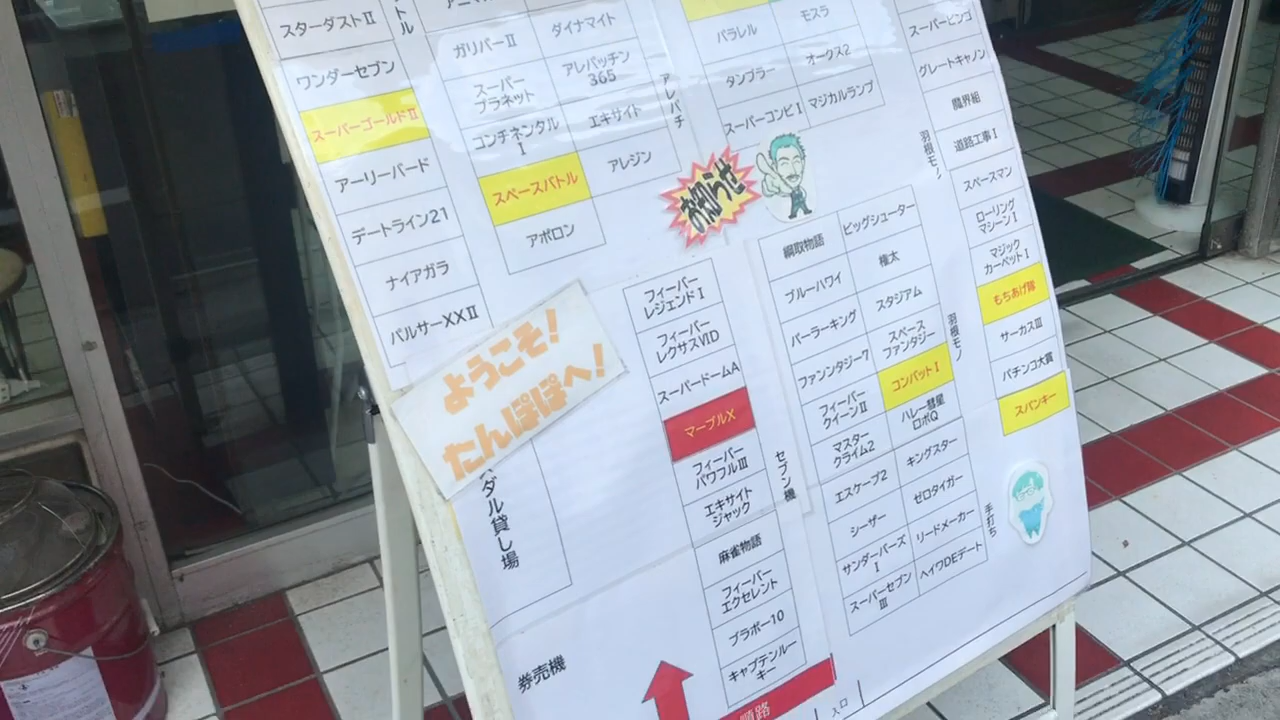 スターダストⅡ
ワンダーセブン
スーパーゴールドⅡ
アーリーバード
デートライン21
ナイアガラ
パルサーXXⅡ
ガリバーⅡ
ダイナマイト
スーパー
プラネット
アレパッチン
365
コンチネンタル
Ⅰ
エキサイト
スペースバトル
アレジン
アポロン
アレパチ
パラレル
モスラ
タンブラー
オークス2
スーパーコンビⅠ
マジカルランプ
お知らせ
スーパービンゴ
グレートキャノン
魔界組
道路工事Ⅰ
スペースマン
ローリング
マシーンⅠ
マジック
カーペットⅠ
もちあげ隊
サーカスⅢ
パチンコ大賞
スパンキー
羽根モノ
ようこそ!
たんぽぽへ!
フィーバー
レジェンドⅠ
フィーバー
レクサスⅥD
スーパードームA
マーブルX
フィーバー
パワフルⅢ
エキサイト
ジャック
麻雀物語
フィーバー
エクセレント
ブラボー10
キャプテンルー
キー
セブン機
綱取物語
ビッグシューター
ブルーハワイ
権太
パーラーキング
スタジアム
ファンンタジー7
スペース
ファンタジー
フィーバー
クイーンⅡ
コンバットⅠ
マスター
クライム2
ハレー彗星
ロボQ
エスケープ2
キングスター
シーザー
ゼロタイガー
サンダーバーズ
Ⅰ
リードメーカー
スーパーセブン
Ⅲ
ヘイワDEデート
羽根モノ
手打ち
ダル貸し場
券売機
順路
入口